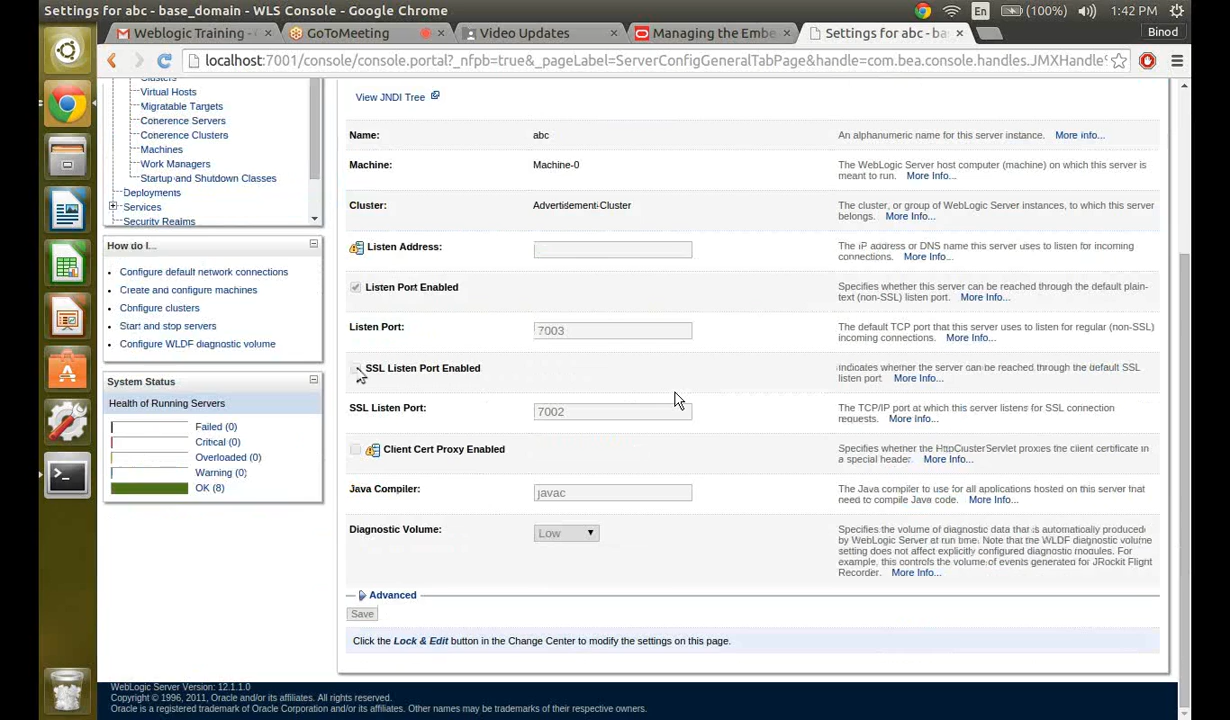 Settings for abc - base_domain - WLS Console - Google Chrome
En
(100%)
1:42 PM
Weblogic Training -
GoToMeeting
Video Updates
Managing the Embe
Settings for abc - bas
Binod
localhost:7001/console/console.portal?_nfpb=true&_pageLabel=ServerConfigGeneralTabPage&handle=com.bea.console.handles.JMXHandle
Clusters
Virtual Hosts
Migratable Targets
Coherence Servers
Coherence Clusters
Machines
Work Managers
Startup and Shutdown Classes
Deployments
Services
Security Realms
How do I...
Configure default network connections
Create and configure machines
Configure clusters
Start and stop servers
Configure WLDF diagnostic volume
System Status
Health of Running Servers
Failed (0)
Critical (0)
Overloaded (0)
Warning (0)
OK (8)
View JNDI Tree
Name:
abc
An alphanumeric name for this server instance. More Info...
Machine:
Machine-0
The WebLogic Server host computer (machine) on which this server is
meant to run. More Info...
Cluster:
Advertisement-Cluster
The cluster, or group of WebLogic Server instances, to which this server
belongs. More Info...
Listen Address:
The IP address or DNS name this server uses to listen for incoming
connections. More Info...
Listen Port Enabled
Specifies whether this server can be reached through the default plain-
text (non-SSL) listen port. More Info...
Listen Port:
7003
The default TCP port that this server uses to listen for regular (non-SSL)
incoming connections. More Info...
SSL Listen Port Enabled
Indicates whether the server can be reached through the default SSL
listen port. More Info...
SSL Listen Port:
7002
The TCP/IP port at which this server listens for SSL connection
requests. More Info...
Client Cert Proxy Enabled
Specifies whether the HttpClusterServlet proxies the client certificate in
a special header. More Info...
Java Compiler:
javac
The Java compiler to use for all applications hosted on this server that
need to compile Java code. More Info...
Diagnostic Volume:
Low
Specifies the volume of diagnostic data that is automatically produced
by WebLogic Server at run time. Note that the WLDF diagnostic volume
setting does not affect explicitly configured diagnostic modules. For
example, this controls the volume of events generated for JRockit Flight
Recorder. More Info...
Advanced
Save
Click the Lock & Edit button in the Change Center to modify the settings on this page.
WebLogic Server Version: 12.1.1.0
Copyright © 1996, 2011, Oracle and/or its affiliates. All rights reserved.
Oracle is a registered trademark of Oracle Corporation and/or its affiliates. Other names may be trademarks of their respective owners.